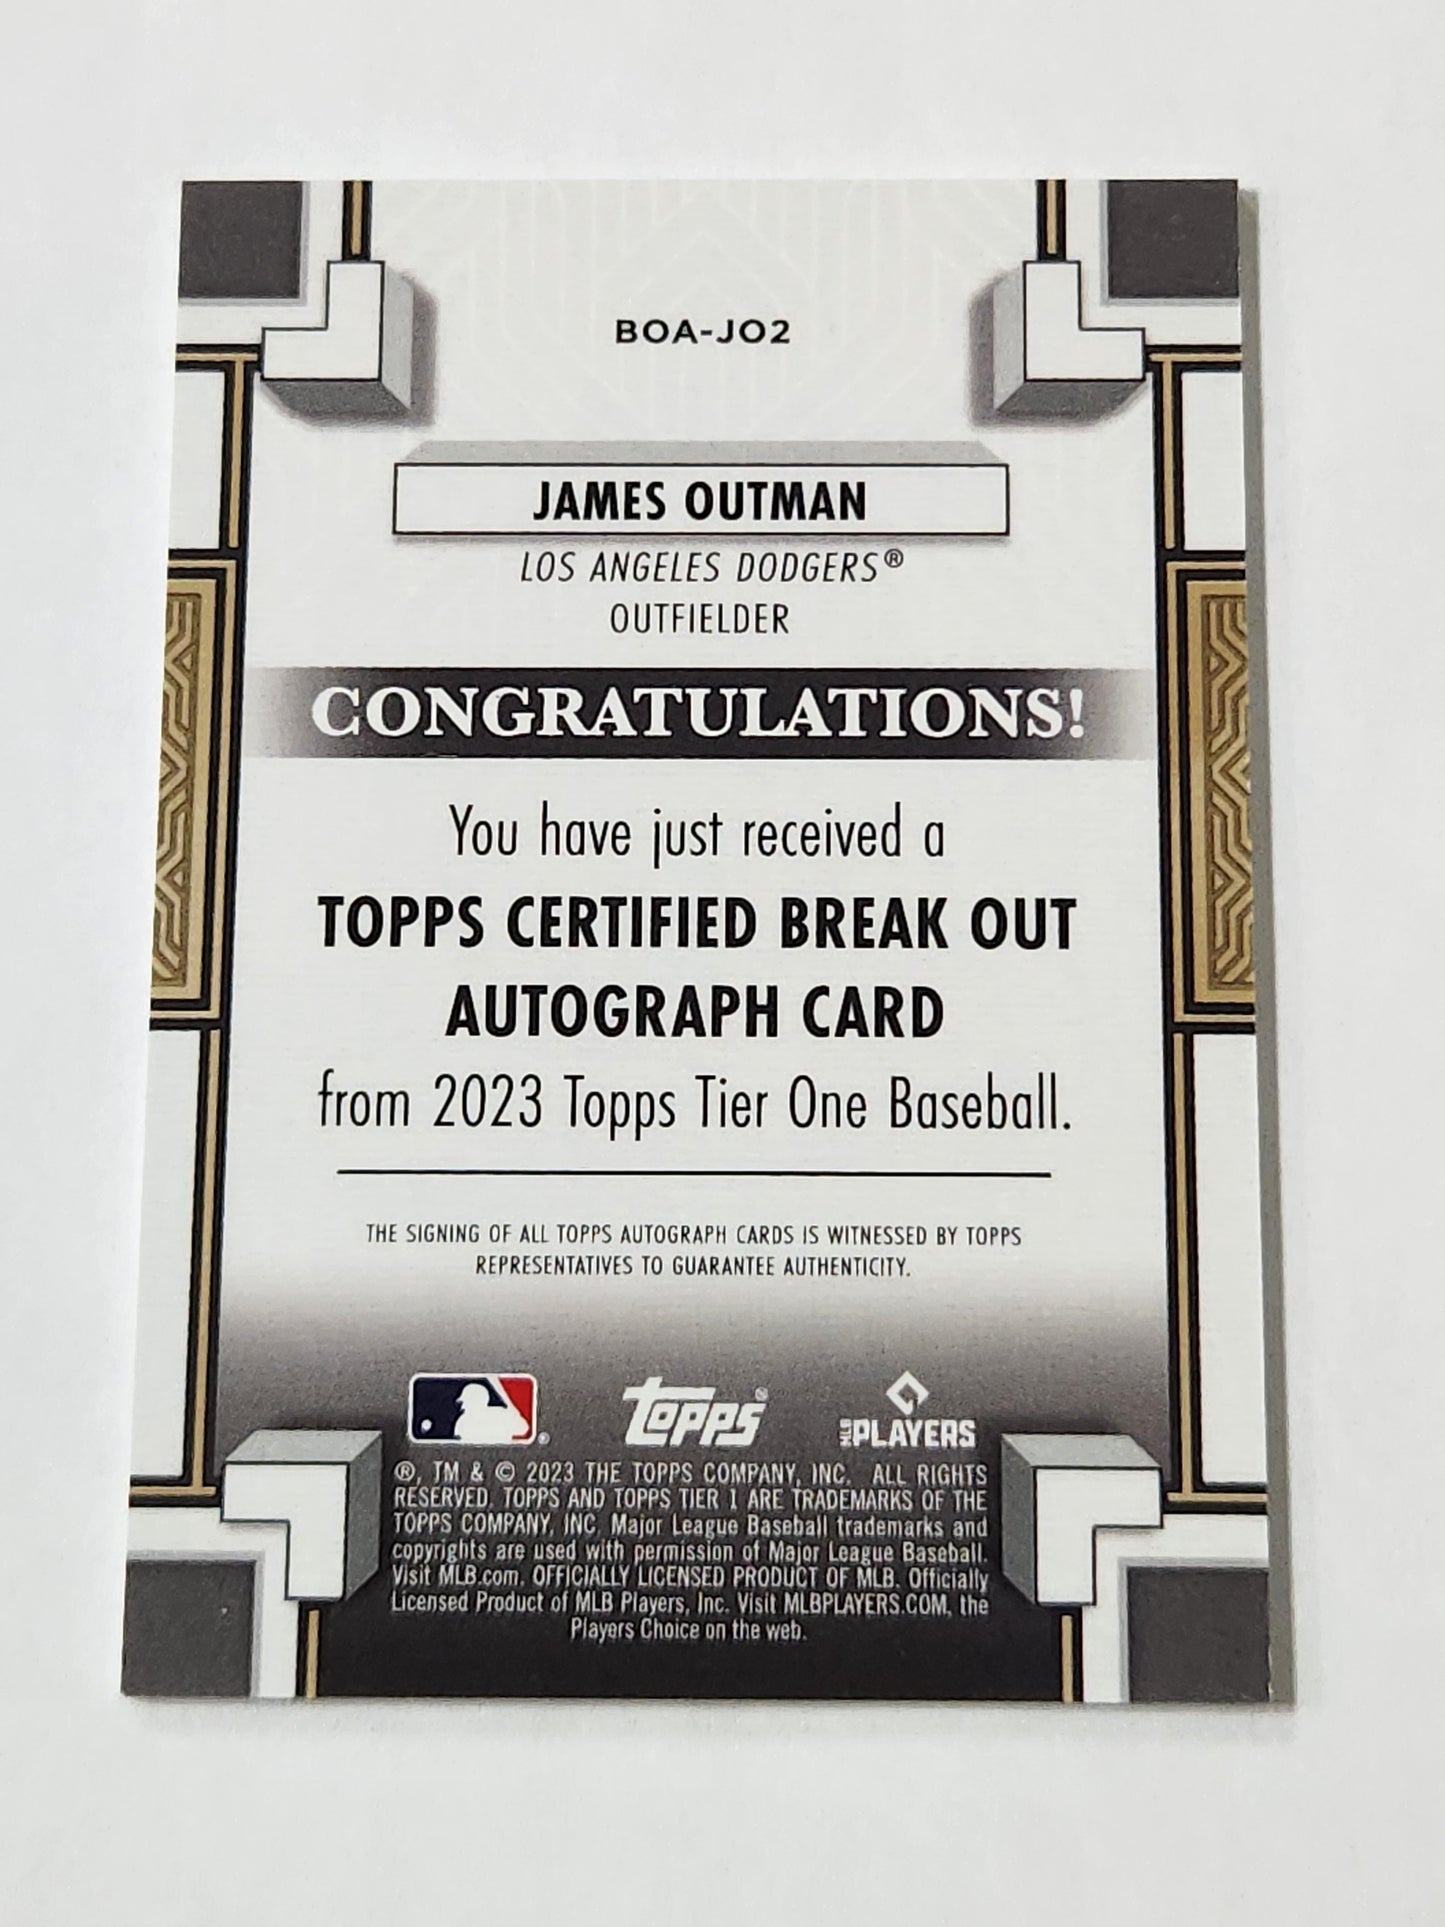 BOA-JO2
JAMES OUTMAN
LOS ANGELES DODGERS®
OUTFIELDER
CONGRATULATIONS!
You have just received a
TOPPS CERTIFIED BREAK OUT
AUTOGRAPH CARD
from 2023 Topps Tier One Baseball.
THE SIGNING OF ALL TOPPS AUTOGRAPH CARDS IS WITNESSED BY TOPPS
REPRESENTATIVES TO GUARANTEE AUTHENTICITY.
® Topps® MLB PLAYERS
®, TM & © 2023 THE TOPPS COMPANY, INC. ALL RIGHTS
RESERVED. TOPPS AND TOPPS TIER 1 ARE TRADEMARKS OF THE
TOPPS COMPANY, INC. Major League Baseball trademarks and
copyrights are used with permission of Major League Baseball.
Visit MLB.com. OFFICIALLY LICENSED PRODUCT OF MLB. Officially
Licensed Product of MLB Players, Inc. Visit MLBPLAYERS.COM, the
Players Choice on the web.